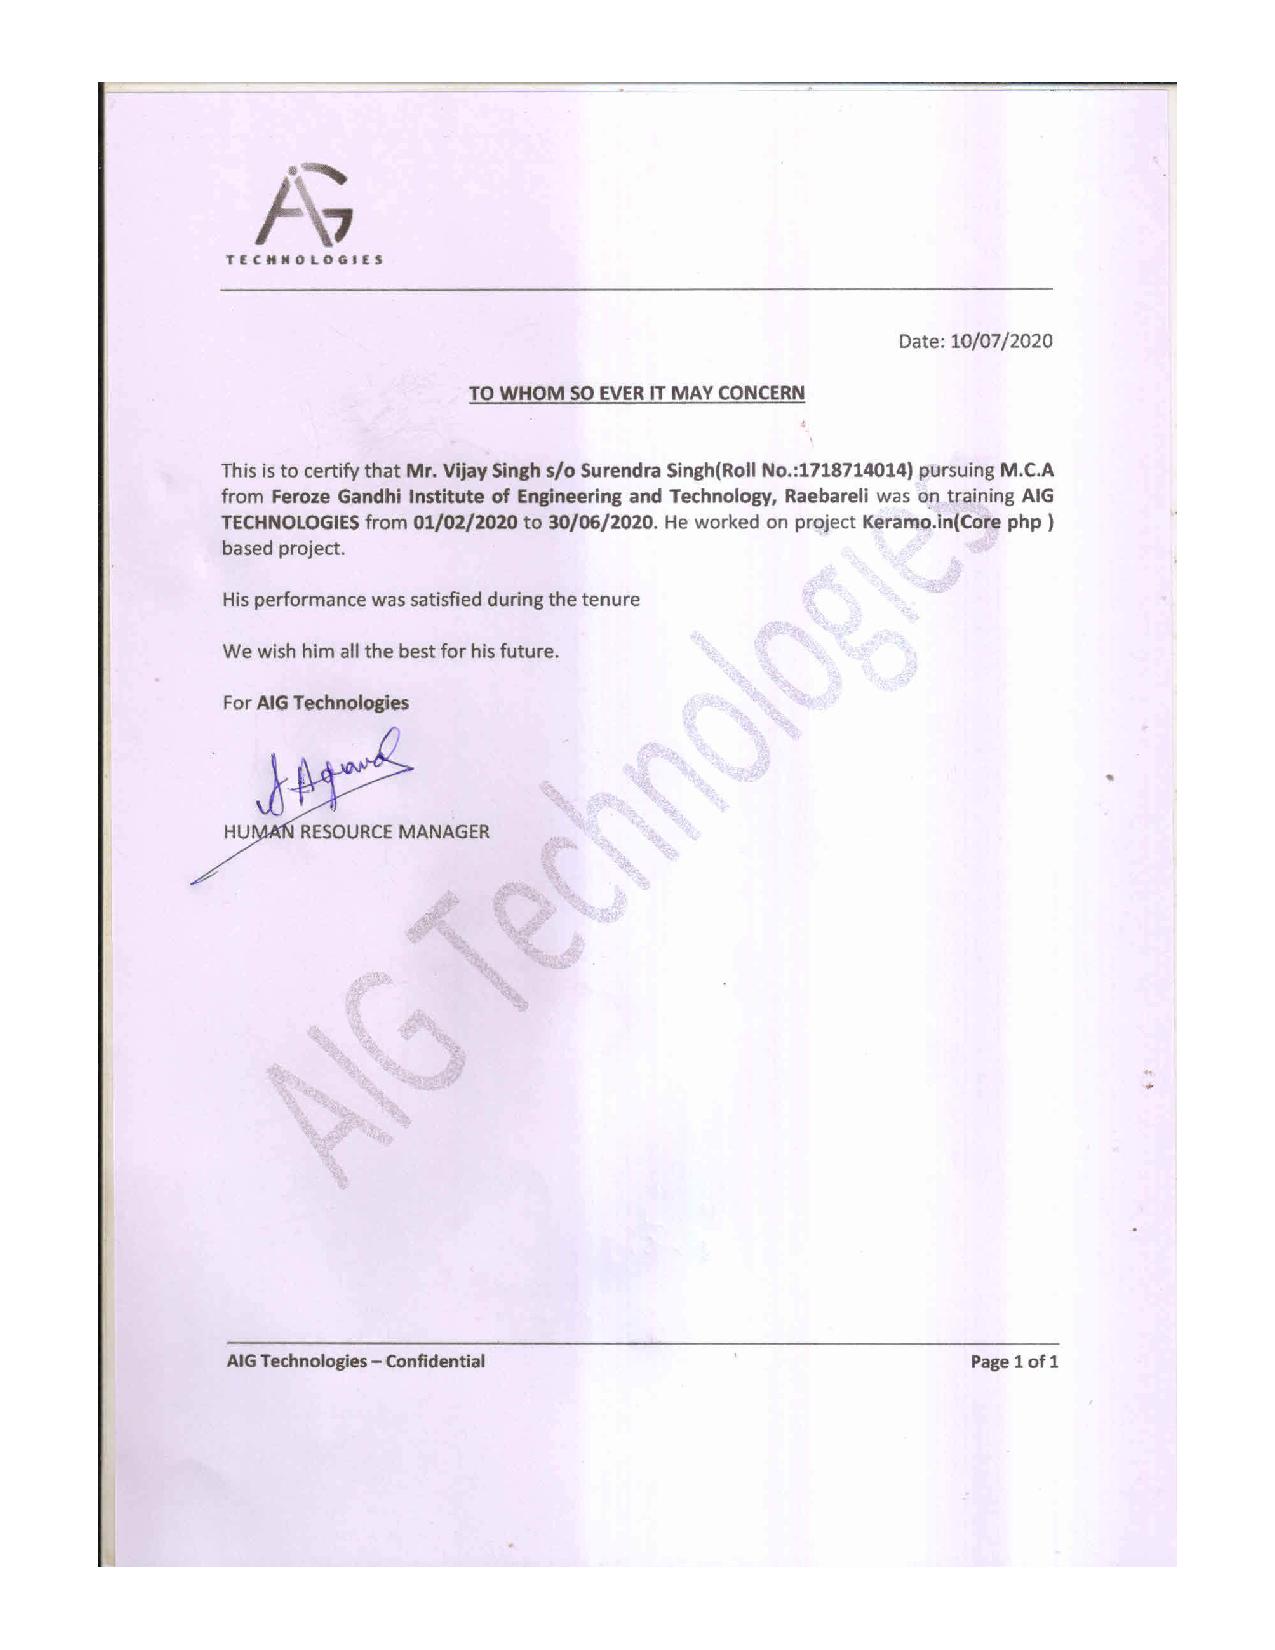 AIG
TECHNOLOGIES
Date: 10/07/2020
TO WHOM SO EVER IT MAY CONCERN
This is to certify that Mr. Vijay Singh s/o Surendra Singh(Roll No.:1718714014) pursuing M.C.A
from Feroze Gandhi Institute of Engineering and Technology, Raebareli was on training AIG
TECHNOLOGIES from 01/02/2020 to 30/06/2020. He worked on project Keramo.in(Core php )
based project.
His performance was satisfied during the tenure
We wish him all the best for his future.
For AIG Technologies
HUMAN RESOURCE MANAGER
AIG Technologies
AIG Technologies – Confidential
Page 1 of 1